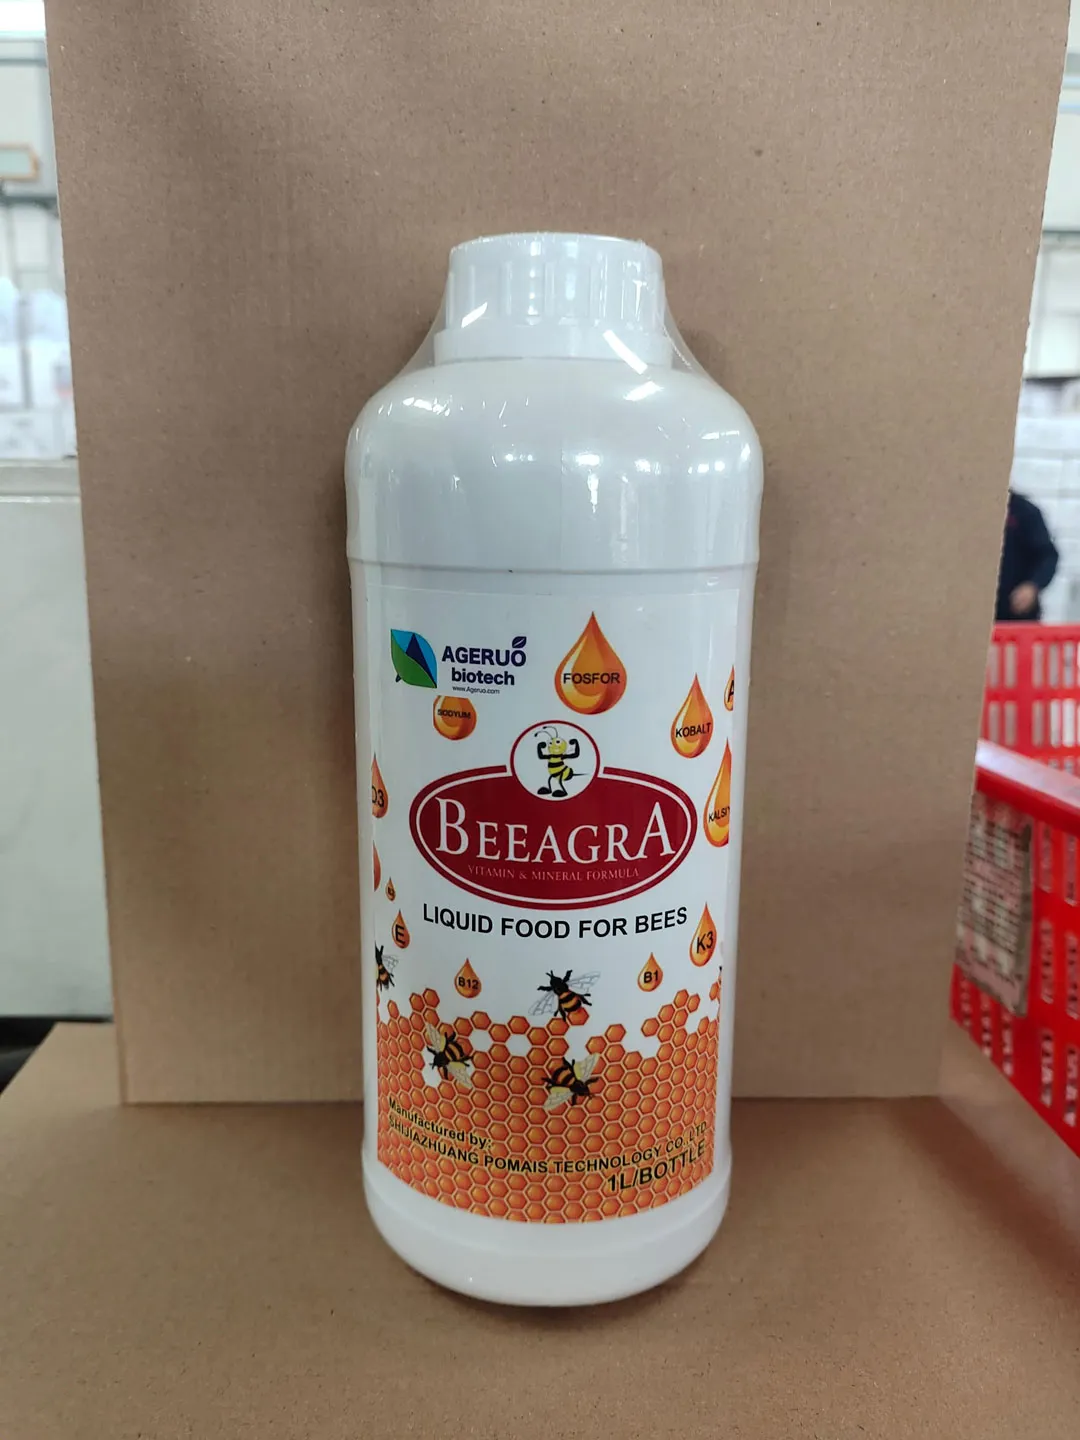 AGERUO
biotech
www.Ageruo.com
FOSFOR
SODYUM
KOBALT
D3
KALSİY
BEEAGRA
VITAMIN & MINERAL FORMULA
LIQUID FOOD FOR BEES
E
K3
B12
B1
Manufactured by:
SHIJIAZHUANG POMAIS TECHNOLOGY CO.,LTD.
1L/BOTTLE